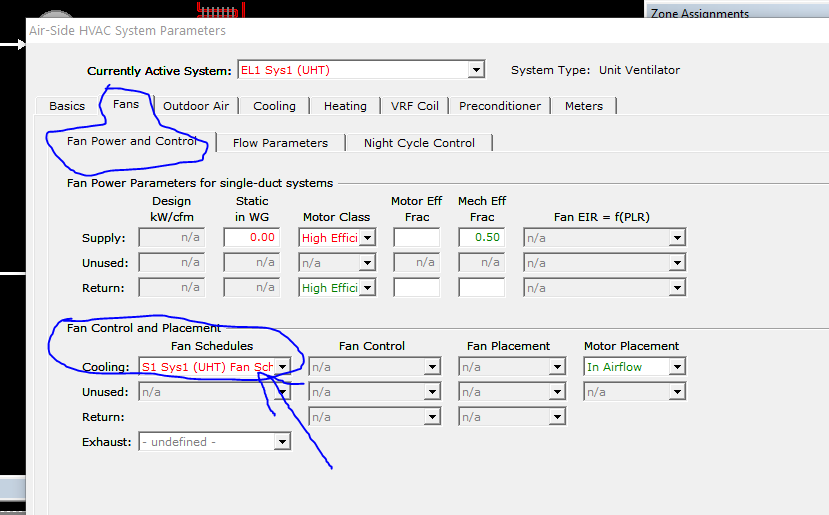 Zone Assignments
Air-Side HVAC System Parameters
Currently Active System: EL1 Sys1 (UHT) System Type: Unit Ventilator
Basics Fans Outdoor Air Cooling Heating VRF Coil Preconditioner Meters
Fan Power and Control Flow Parameters Night Cycle Control
Fan Power Parameters for single-duct systems
Design Static Motor Eff Mech Eff
kW/cfm in WG Motor Class Frac Frac Fan EIR = f(PLR)
Supply: n/a 0.00 High Effici 0.50 n/a
Unused: n/a n/a n/a n/a n/a n/a
Return: n/a n/a High Effici n/a
Fan Control and Placement
Fan Schedules Fan Control Fan Placement Motor Placement
Cooling: S1 Sys1 (UHT) Fan Sch n/a n/a In Airflow
Unused: n/a n/a n/a n/a
Return: n/a n/a
Exhaust: - undefined -